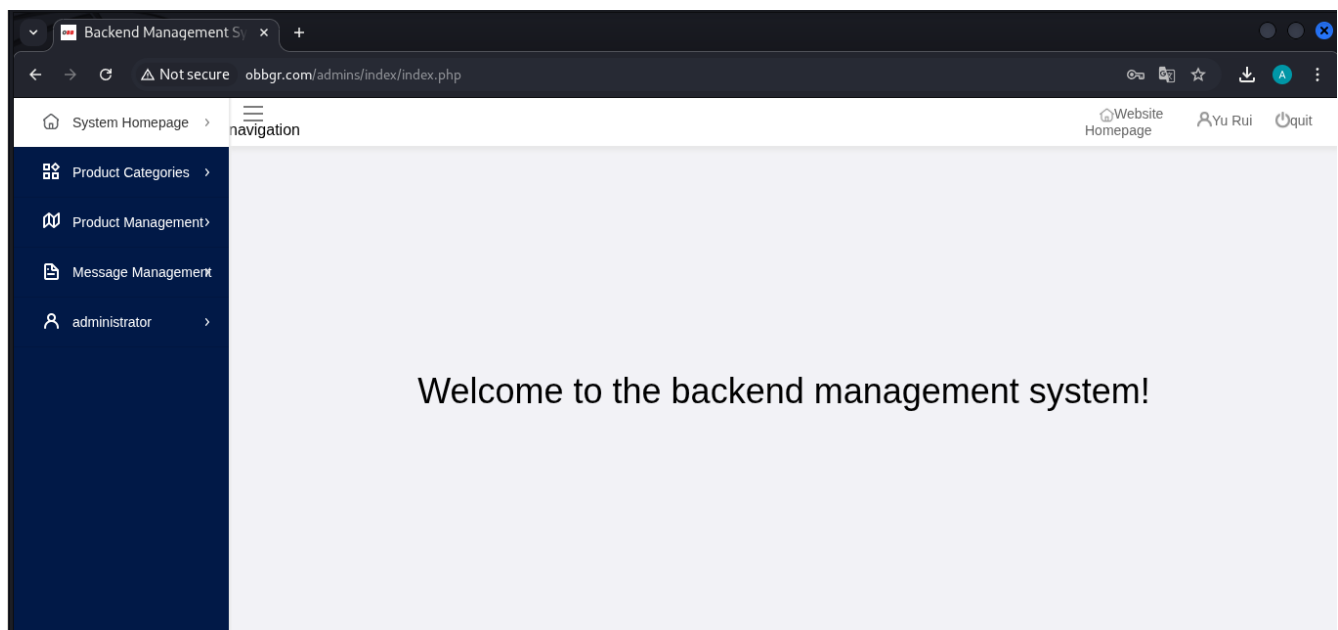 Backend Management Sy
Not secure obbgr.com/admins/index/index.php
A
System Homepage
navigation
Website
Homepage
Yu Rui
quit
Product Categories
Product Management
Message Management
administrator
Welcome to the backend management system!